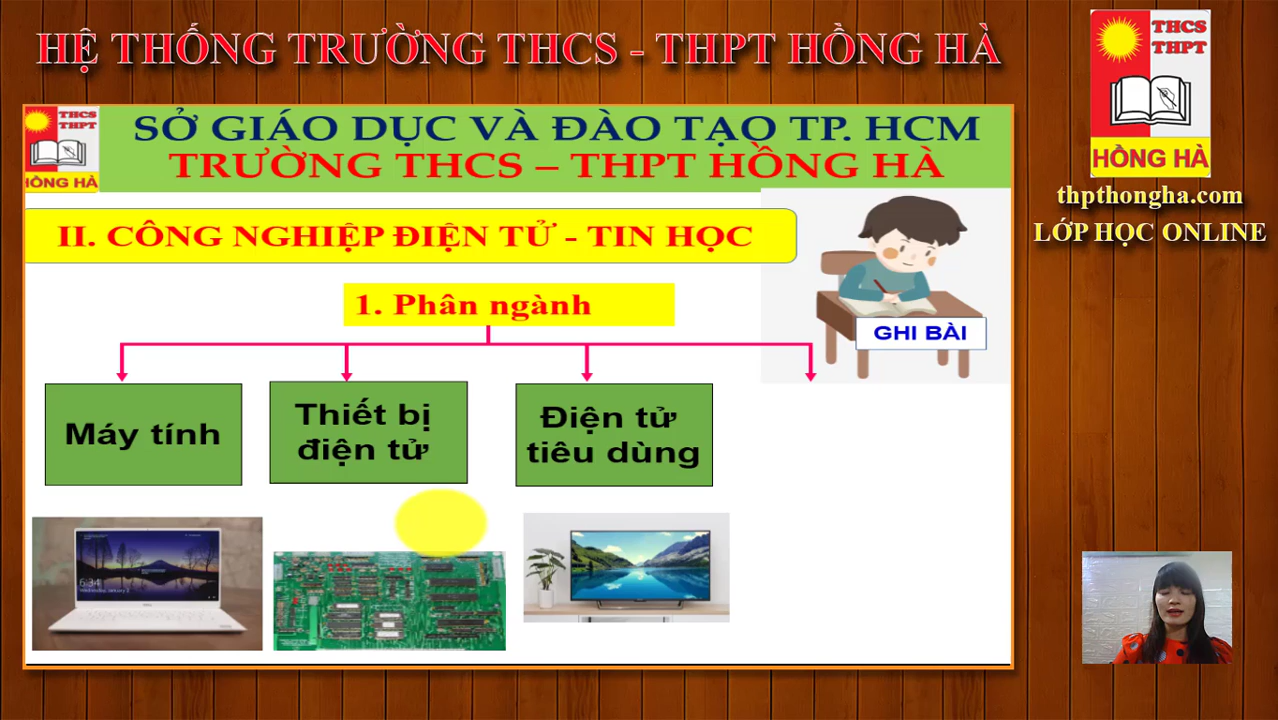 HỆ THỐNG TRƯỜNG THCS - THPT HỒNG HÀ
THCS
THPT
HỒNG HÀ
thpthongha.com
LỚP HỌC ONLINE
THCS
THPT
HỒNG HÀ
SỞ GIÁO DỤC VÀ ĐÀO TẠO TP. HCM
TRƯỜNG THCS – THPT HỒNG HÀ
II. CÔNG NGHIỆP ĐIỆN TỬ - TIN HỌC
GHI BÀI
1. Phân ngành
Máy tính
Thiết bị
điện tử
Điện tử
tiêu dùng
6:34